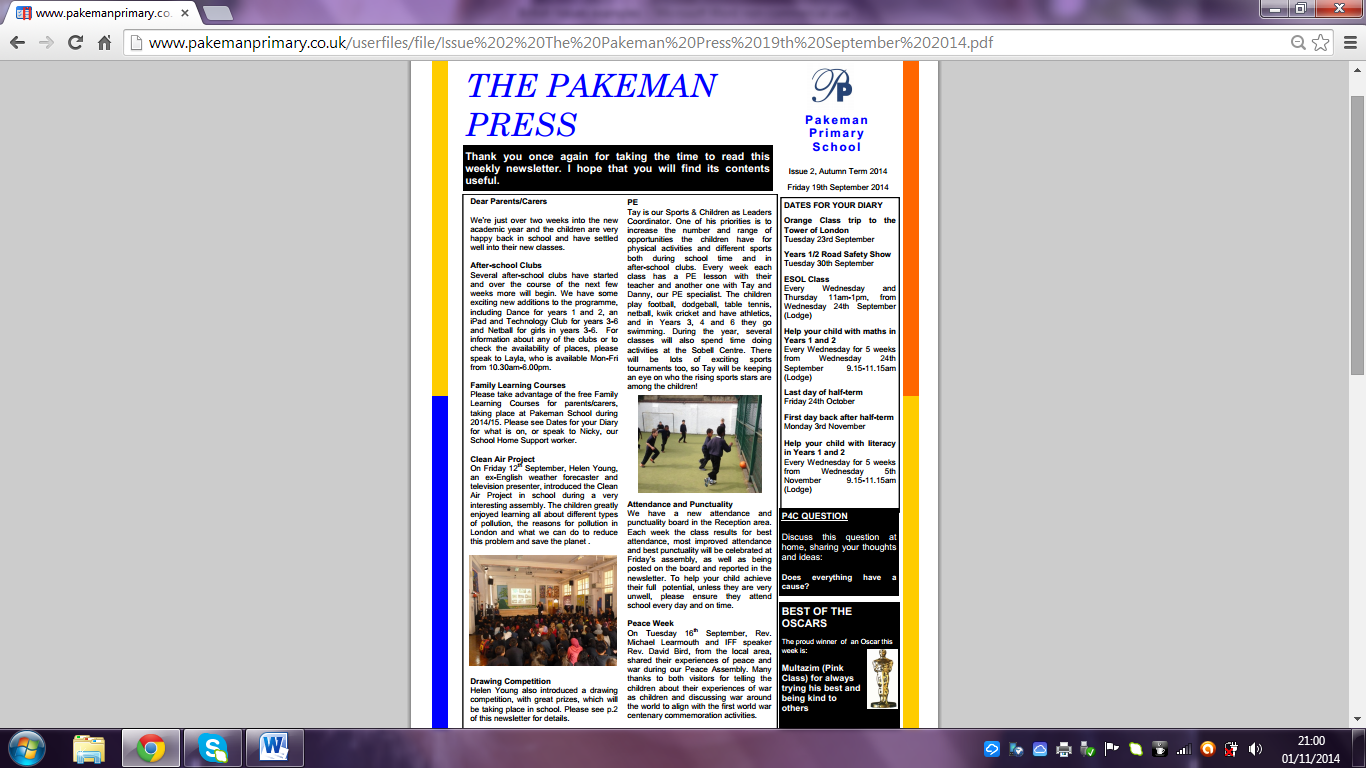 www.pakemanprimary.co.
www.pakemanprimary.co.uk/userfiles/file/Issue%202%20The%20Pakeman%20Press%2019th%20September%202014.pdf
THE PAKEMAN
PRESS
Thank you once again for taking the time to read this
weekly newsletter. I hope that you will find its contents
useful.
Pp
Pakeman
Primary
School
Issue 2, Autumn Term 2014
Friday 19th September 2014
Dear Parents/Carers
We're just over two weeks into the new
academic year and the children are very
happy back in school and have settled
well into their new classes.
After-school Clubs
Several after-school clubs have started
and over the course of the next few
weeks more will begin. We have some
exciting new additions to the programme,
including Dance for years 1 and 2, an
iPad and Technology Club for years 3-6
and Netball for girls in years 3-6. For
information about any of the clubs or to
check the availability of places, please
speak to Layla, who is available Mon-Fri
from 10.30am-6.00pm.
Family Learning Courses
Please take advantage of the free Family
Learning Courses for parents/carers,
taking place at Pakeman School during
2014/15. Please see Dates for your Diary
for what is on, or speak to Nicky, our
School Home Support worker.
Clean Air Project
On Friday 12th September, Helen Young,
an ex-English weather forecaster and
television presenter, introduced the Clean
Air Project in school during a very
interesting assembly. The children greatly
enjoyed learning all about different types
of pollution, the reasons for pollution in
London and what we can do to reduce
this problem and save the planet .
Drawing Competition
Helen Young also introduced a drawing
competition, with great prizes, which will
be taking place in school. Please see p.2
of this newsletter for details.
PE
Tay is our Sports & Children as Leaders
Coordinator. One of his priorities is to
increase the number and range of
opportunities the children have for
physical activities and different sports
both during school time and in
after-school clubs. Every week each
class has a PE lesson with their
teacher and another one with Tay and
Danny, our PE specialist. The children
play football, dodgeball, table tennis,
netball, kwik cricket and have athletics,
and in Years 3, 4 and 6 they go
swimming. During the year, several
classes will also spend time doing
activities at the Sobell Centre. There
will be lots of exciting sports
tournaments too, so Tay will be keeping
an eye on who the rising sports stars are
among the children!
Attendance and Punctuality
We have a new attendance and
punctuality board in the Reception area.
Each week the class results for best
attendance, most improved attendance
and best punctuality will be celebrated at
Friday's assembly, as well as being
posted on the board and reported in the
newsletter. To help your child achieve
their full potential, unless they are very
unwell, please ensure they attend
school every day and on time.
Peace Week
On Tuesday 16th September, Rev.
Michael Learmouth and IFF speaker
Rev. David Bird, from the local area,
shared their experiences of peace and
war during our Peace Assembly. Many
thanks to both visitors for telling the
children about their experiences of war
as children and discussing war around
the world to align with the first world war
centenary commemoration activities.
DATES FOR YOUR DIARY
Orange Class trip to the
Tower of London
Tuesday 23rd September
Years 1/2 Road Safety Show
Tuesday 30th September
ESOL Class
Every Wednesday and
Thursday 11am-1pm, from
Wednesday 24th September
(Lodge)
Help your child with maths in
Years 1 and 2
Every Wednesday for 5 weeks
from Wednesday 24th
September 9.15-11.15am
(Lodge)
Last day of half-term
Friday 24th October
First day back after half-term
Monday 3rd November
Help your child with literacy
in Years 1 and 2
Every Wednesday for 5 weeks
from Wednesday 5th
November 9.15-11.15am
(Lodge)
P4C QUESTION
Discuss this question at
home, sharing your thoughts
and ideas:
Does everything have a
cause?
BEST OF THE
OSCARS
The proud winner of an Oscar this
week is:
Multazim (Pink
Class) for always
trying his best and
being kind to
others
21:00
01/11/2014